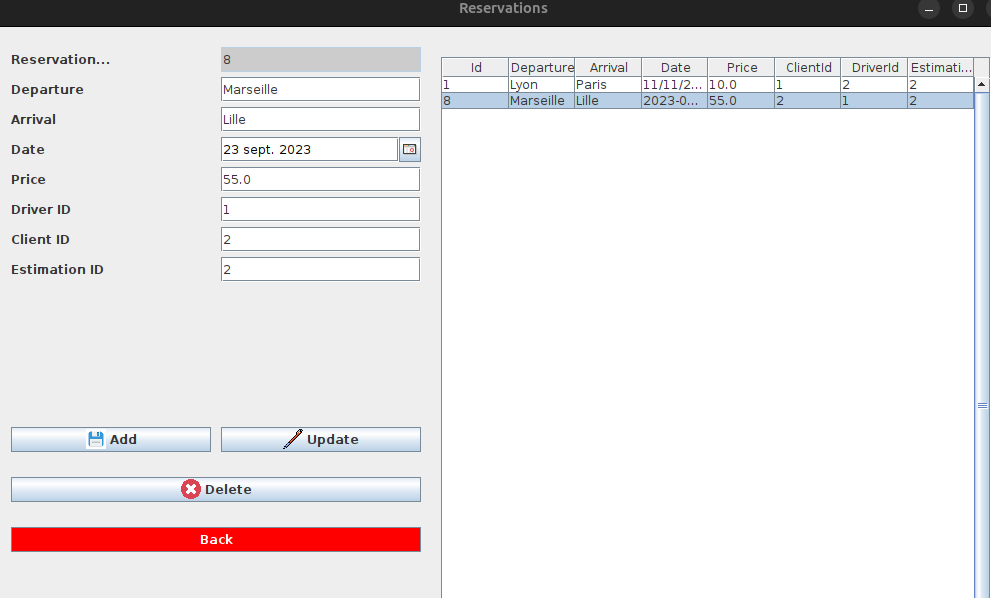 Reservations
Reservation... 8
Departure Marseille
Arrival Lille
Date 23 sept. 2023
Price 55.0
Driver ID 1
Client ID 2
Estimation ID 2
Add Update
Delete
Back
Id Departure Arrival Date Price ClientId DriverId Estimati...
1 Lyon Paris 11/11/2... 10.0 1 2 2
8 Marseille Lille 2023-0... 55.0 2 1 2